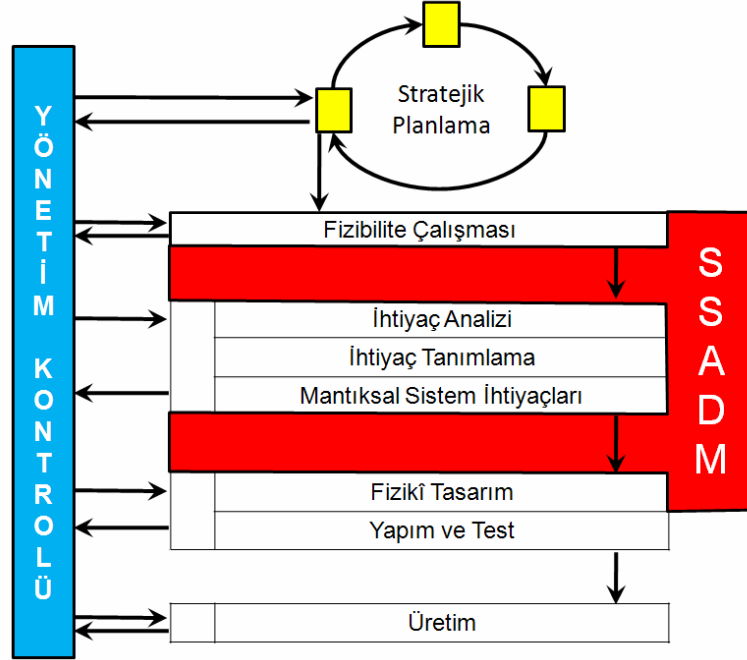 YÖNETİM KONTROLÜ
Stratejik
Planlama
Fizibilite Çalışması
İhtiyaç Analizi
İhtiyaç Tanımlama
Mantıksal Sistem İhtiyaçları
Fizikî Tasarım
Yapım ve Test
Üretim
SSADM